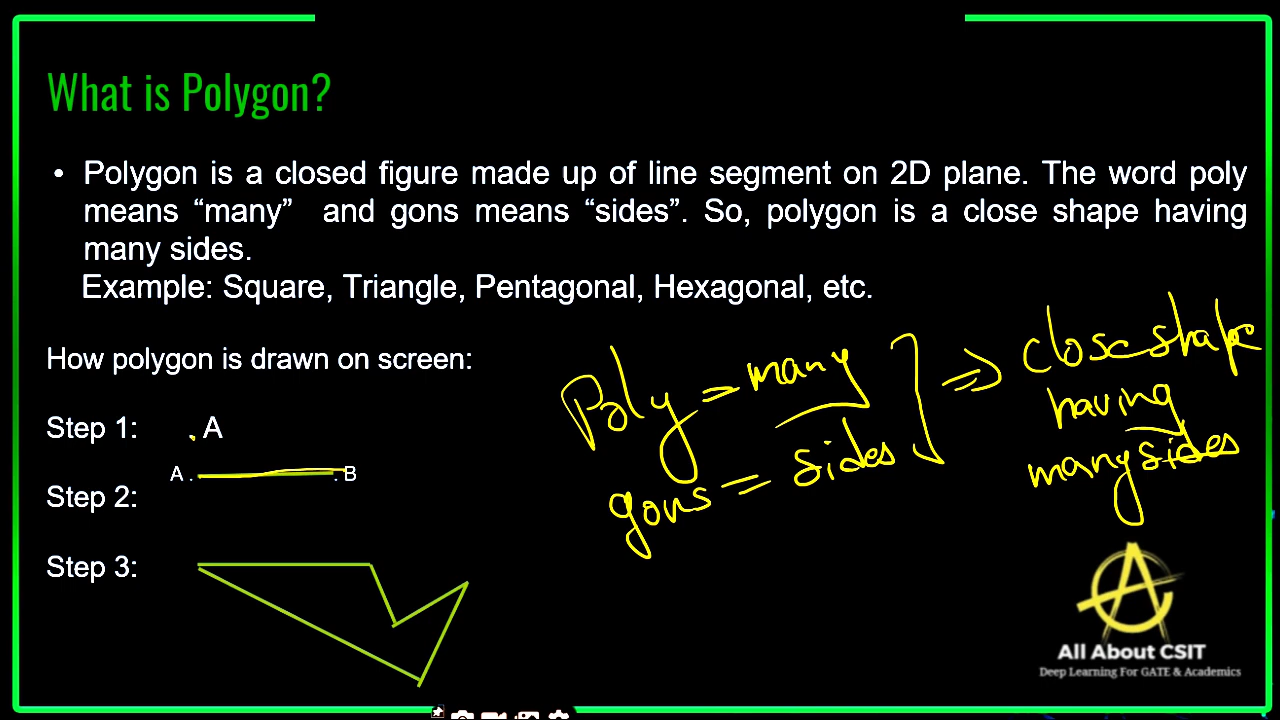 What is Polygon?
• Polygon is a closed figure made up of line segment on 2D plane. The word poly
means “many” and gons means “sides”. So, polygon is a close shape having
many sides.
Example: Square, Triangle, Pentagonal, Hexagonal, etc.
How polygon is drawn on screen:
Poly = many
gons = sides
⇒ close shape
having
many sides
Step 1: . A
A . . B
Step 2:
Step 3:
All About CSIT
Deep Learning For GATE & Academics